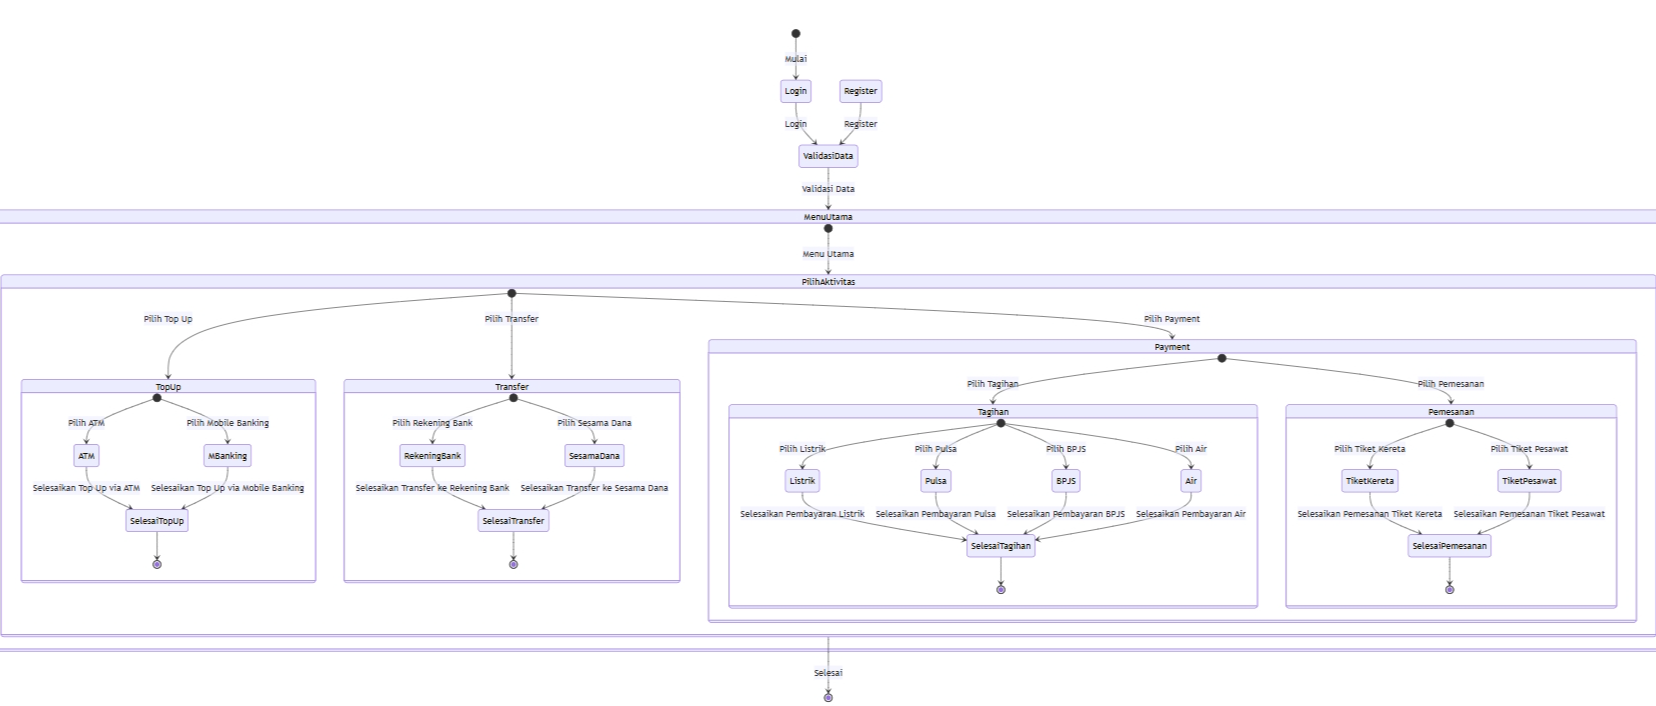 Mulai
Login
Register
Login
Register
ValidasiData
Validasi Data
MenuUtama
Menu Utama
PilihAktivitas
Pilih Top Up
Pilih Transfer
Pilih Payment
Payment
TopUp
Transfer
Pilih Tagihan
Pilih Pemesanan
Tagihan
Pemesanan
Pilih ATM
Pilih Mobile Banking
Pilih Rekening Bank
Pilih Sesama Dana
Pilih Listrik
Pilih Pulsa
Pilih BPJS
Pilih Air
Pilih Tiket Kereta
Pilih Tiket Pesawat
ATM
MBanking
RekeningBank
SesamaDana
Listrik
Pulsa
BPJS
Air
TiketKereta
TiketPesawat
Selesaikan Top Up via ATM
Selesaikan Top Up via Mobile Banking
Selesaikan Transfer ke Rekening Bank
Selesaikan Transfer ke Sesama Dana
Selesaikan Pembayaran Listrik
Selesaikan Pembayaran Pulsa
Selesaikan Pembayaran BPJS
Selesaikan Pembayaran Air
Selesaikan Pemesanan Tiket Kereta
Selesaikan Pemesanan Tiket Pesawat
SelesaiTopUp
SelesaiTransfer
SelesaiTagihan
SelesaiPemesanan
Selesai